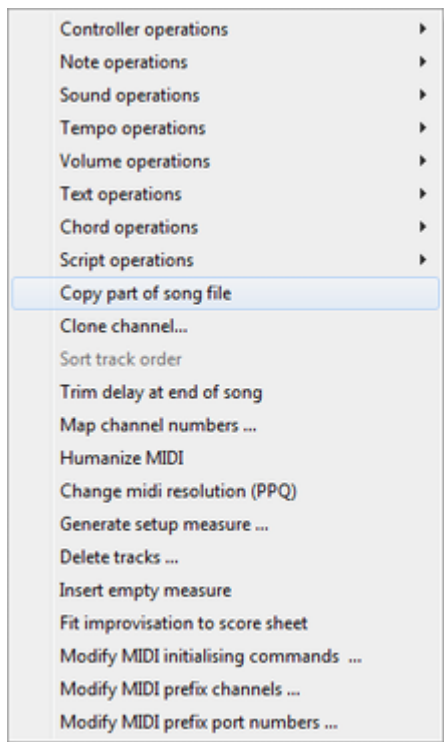 Controller operations
Note operations
Sound operations
Tempo operations
Volume operations
Text operations
Chord operations
Script operations
Copy part of song file
Clone channel...
Sort track order
Trim delay at end of song
Map channel numbers ...
Humanize MIDI
Change midi resolution (PPQ)
Generate setup measure ...
Delete tracks ...
Insert empty measure
Fit improvisation to score sheet
Modify MIDI initialising commands  ...
Modify MIDI prefix channels ...
Modify MIDI prefix port numbers ...